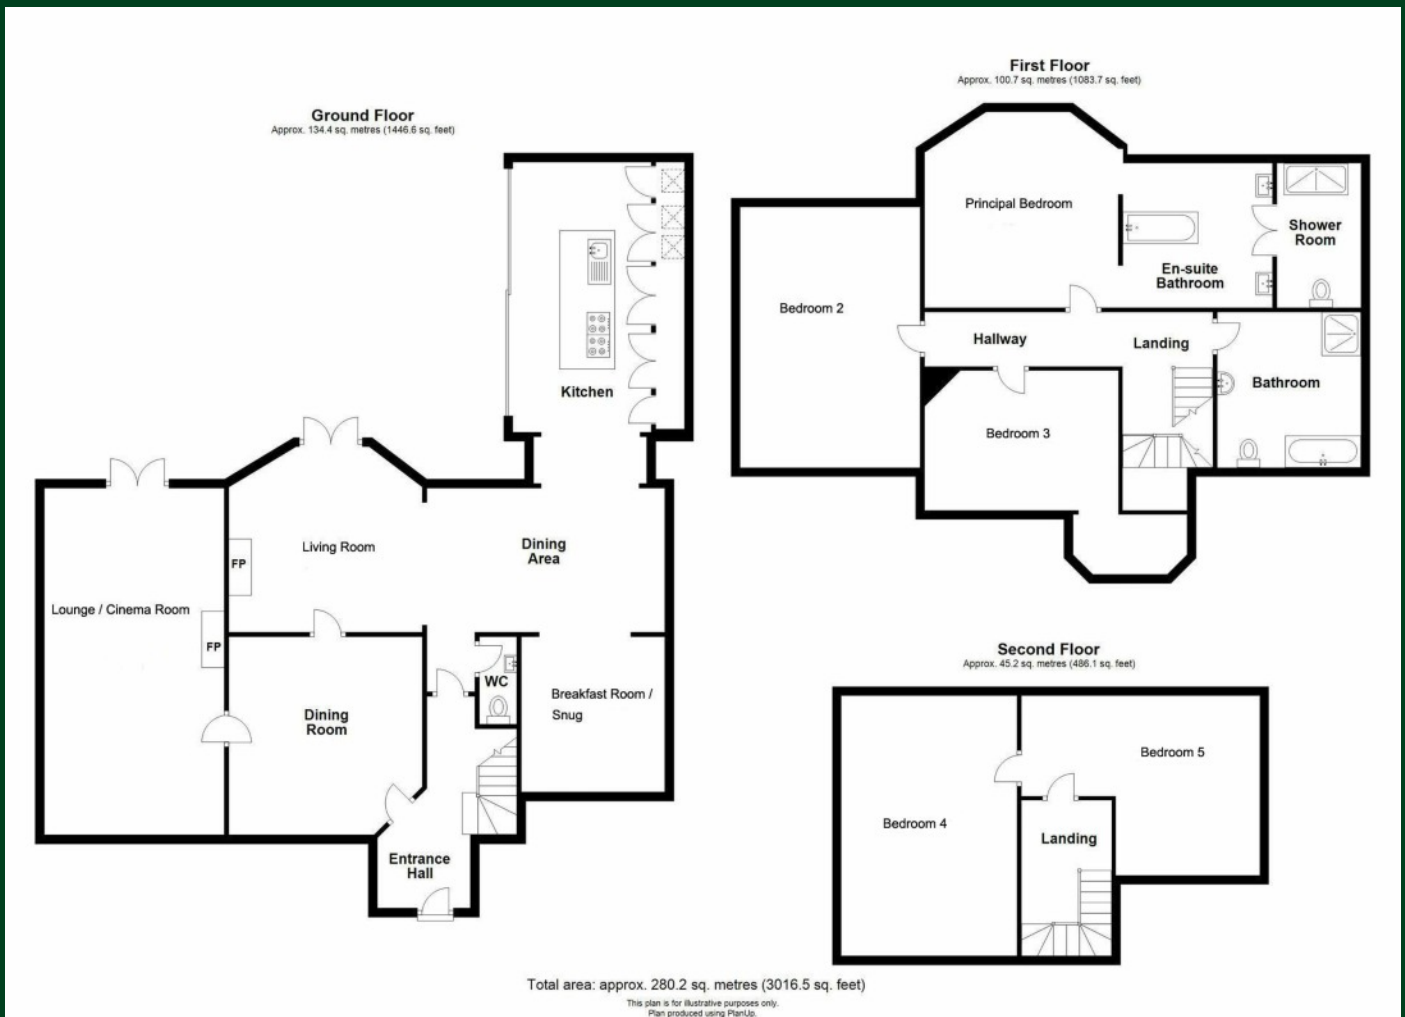 Ground Floor
Approx. 134.4 sq. metres (1446.6 sq. feet)
Kitchen
Living Room
Dining
Area
FP
Lounge / Cinema Room
FP
WC
Breakfast Room /
Snug
Dining
Room
Entrance
Hall
First Floor
Approx. 100.7 sq. metres (1083.7 sq. feet)
Principal Bedroom
Shower
Room
En-suite
Bathroom
Bedroom 2
Hallway
Landing
Bathroom
Bedroom 3
Second Floor
Approx. 45.2 sq. metres (486.1 sq. feet)
Bedroom 5
Bedroom 4
Landing
Total area: approx. 280.2 sq. metres (3016.5 sq. feet)
This plan is for illustrative purposes only.
Plan produced using PlanUp.